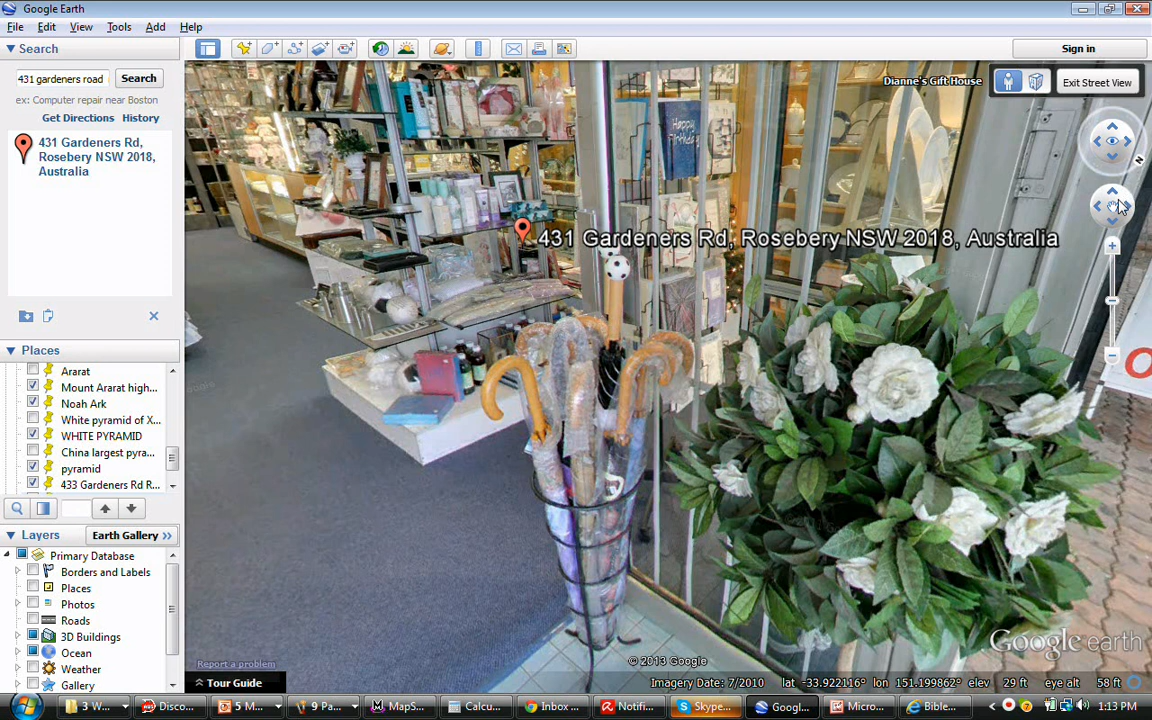 Google Earth
File Edit View Tools Add Help
Search
Sign in
431 gardeners road
Search
ex: Computer repair near Boston
Get Directions History
431 Gardeners Rd,
Rosebery NSW 2018,
Australia
Dianne's Gift House
Exit Street View
N
Happy
Birthday
431 Gardeners Rd, Rosebery NSW 2018, Australia
Places
Ararat
Mount Ararat high...
Noah Ark
White pyramid of X...
WHITE PYRAMID
China largest pyra...
pyramid
433 Gardeners Rd R...
Layers
Earth Gallery >>
Primary Database
Borders and Labels
Places
Photos
Roads
3D Buildings
Ocean
Weather
Gallery
Report a problem
Tour Guide
© 2013 Google
Google earth
Imagery Date: 7/2010 lat -33.922116° lon 151.199862° elev 29 ft eye alt 58 ft
3 W...
Disco...
5 M...
9 Pa...
MapS...
Calcu...
Inbox ...
Notifi...
Skype...
Googl...
Micro...
Bible...
1:13 PM